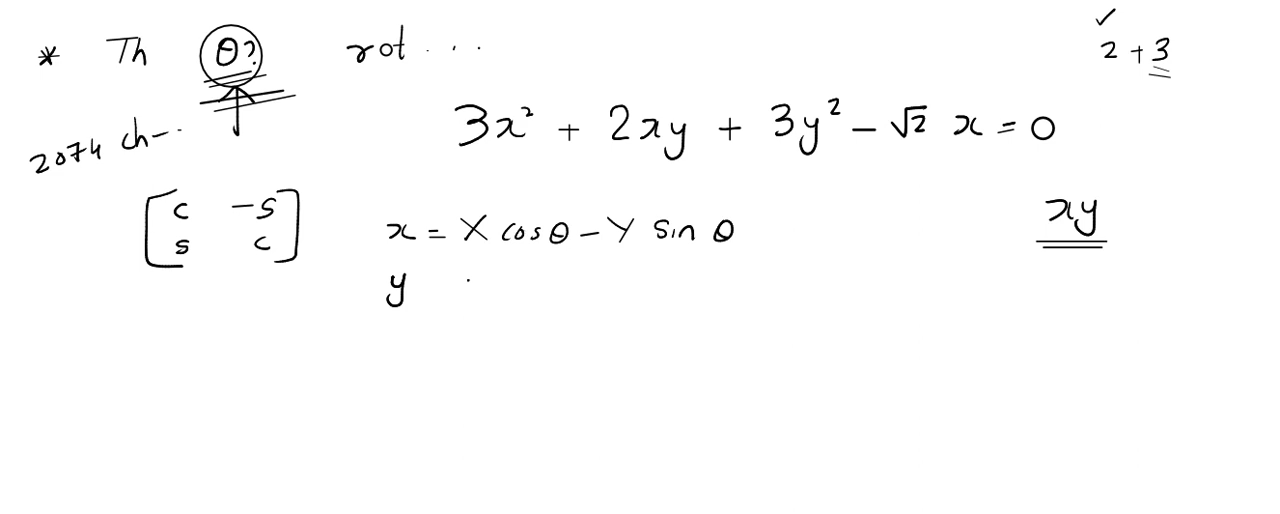 * Th θ? rot ....
✓
2 + 3
2074 ch-..
3x² + 2xy + 3y² - √2 x = 0
[c -s
s c]
x = X cosθ - Y sin θ
y
xy